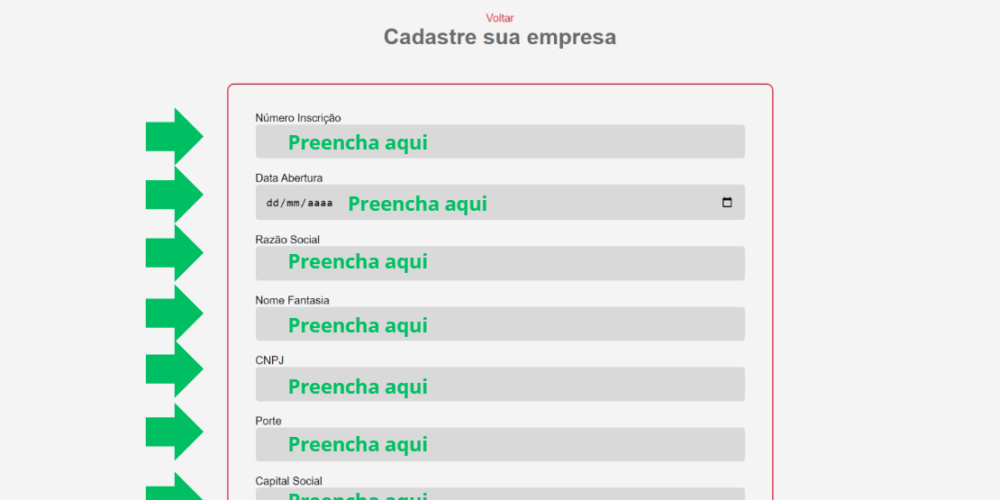 Voltar
Cadastre sua empresa
Número Inscrição
Preencha aqui
Data Abertura
dd/mm/aaaa Preencha aqui
Razão Social
Preencha aqui
Nome Fantasia
Preencha aqui
CNPJ
Preencha aqui
Porte
Preencha aqui
Capital Social
Preencha aqui